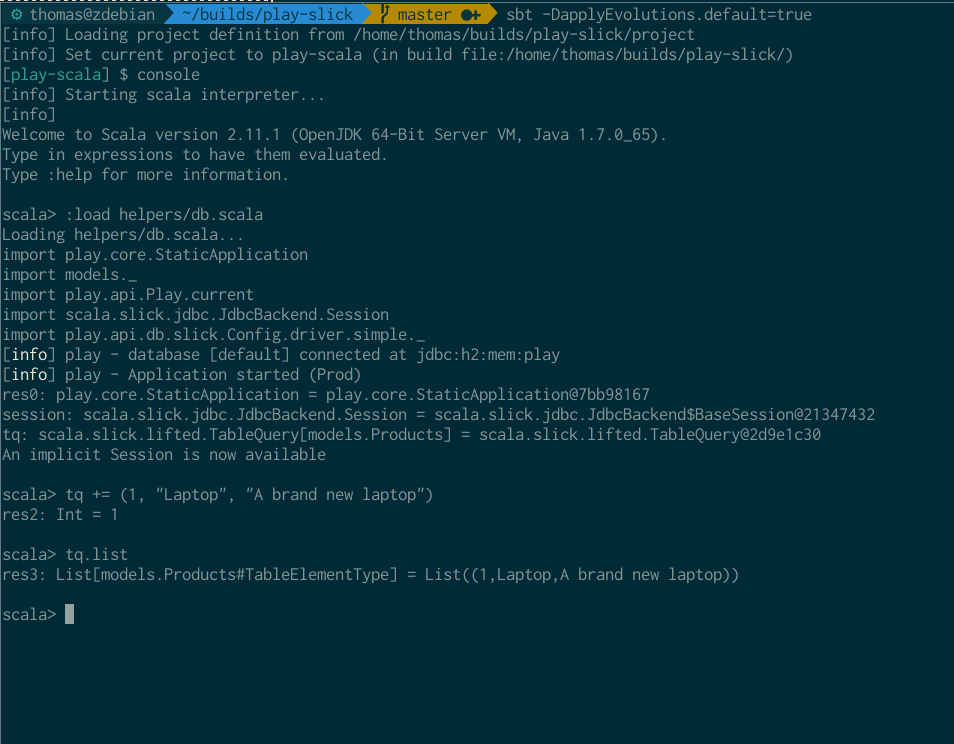 thomas@zdebian ~/builds/play-slick master sbt -DapplyEvolutions.default=true
[info] Loading project definition from /home/thomas/builds/play-slick/project
[info] Set current project to play-scala (in build file:/home/thomas/builds/play-slick/)
[play-scala] $ console
[info] Starting scala interpreter...
[info]
Welcome to Scala version 2.11.1 (OpenJDK 64-Bit Server VM, Java 1.7.0_65).
Type in expressions to have them evaluated.
Type :help for more information.
scala> :load helpers/db.scala
Loading helpers/db.scala...
import play.core.StaticApplication
import models._
import play.api.Play.current
import scala.slick.jdbc.JdbcBackend.Session
import play.api.db.slick.Config.driver.simple._
[info] play - database [default] connected at jdbc:h2:mem:play
[info] play - Application started (Prod)
res0: play.core.StaticApplication = play.core.StaticApplication@7bb98167
session: scala.slick.jdbc.JdbcBackend.Session = scala.slick.jdbc.JdbcBackend$BaseSession@21347432
tq: scala.slick.lifted.TableQuery[models.Products] = scala.slick.lifted.TableQuery@2d9e1c30
An implicit Session is now available
scala> tq += (1, "Laptop", "A brand new laptop")
res2: Int = 1
scala> tq.list
res3: List[models.Products#TableElementType] = List((1,Laptop,A brand new laptop))
scala>